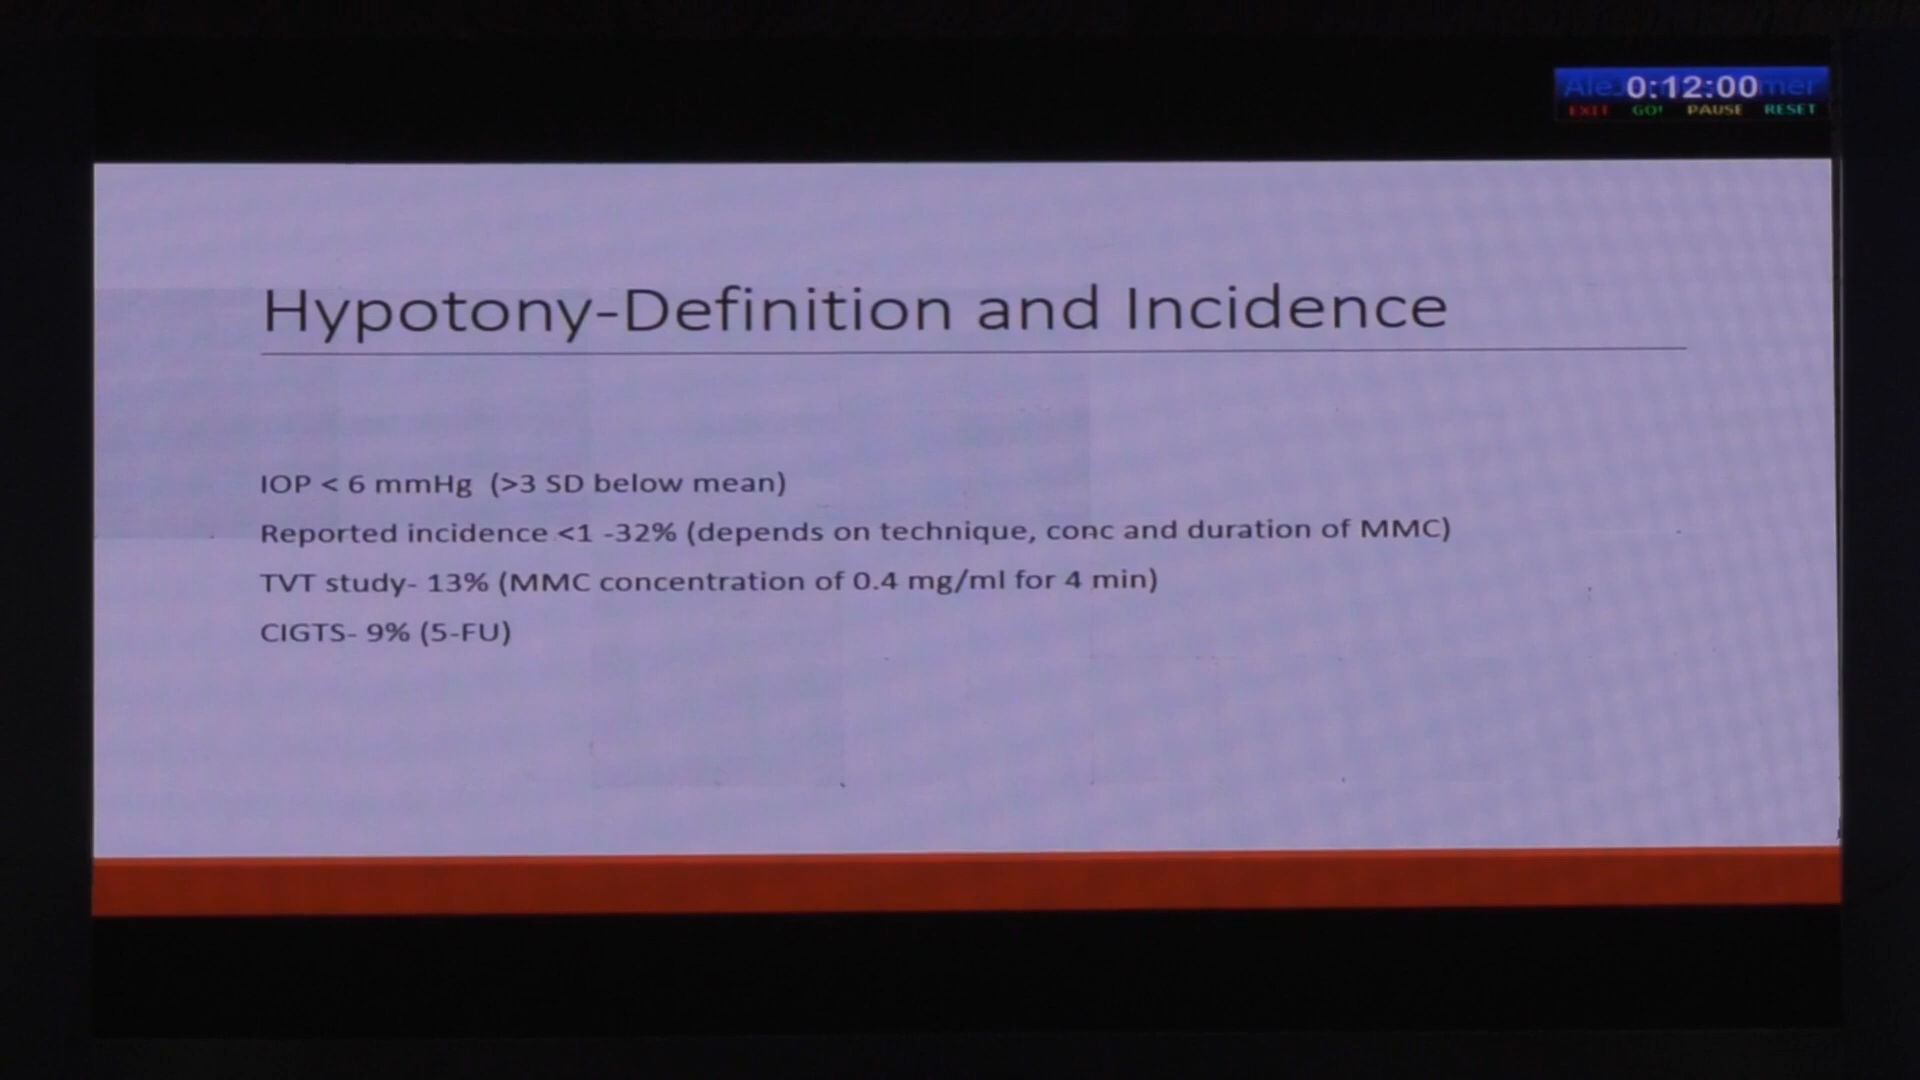 0:12:00
EXIT GO! PAUSE RESET
Hypotony-Definition and Incidence
IOP < 6 mmHg (>3 SD below mean)
Reported incidence <1 -32% (depends on technique, conc and duration of MMC)
TVT study- 13% (MMC concentration of 0.4 mg/ml for 4 min)
CIGTS- 9% (5-FU)